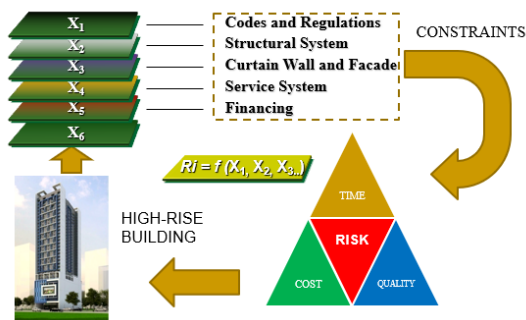 X1
X2
X3
X4
X5
X6
Codes and Regulations
Structural System
Curtain Wall and Facade
Service System
Financing
CONSTRAINTS
Ri = f (X1, X2, X3..)
TIME
RISK
COST
QUALITY
HIGH-RISE
BUILDING